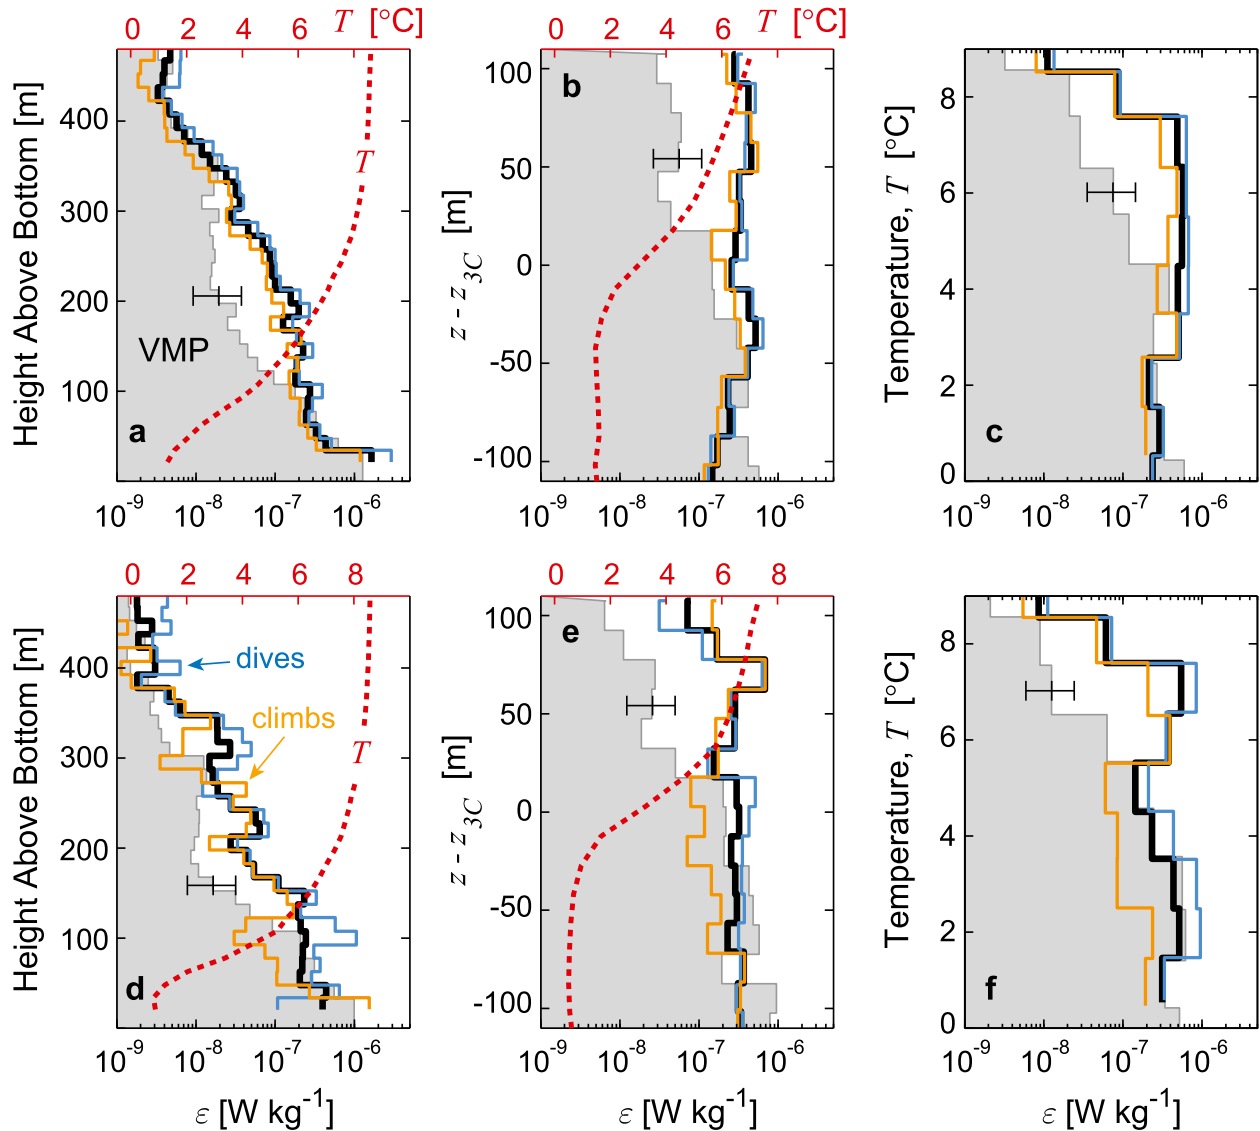 0 2 4 6 T [°C]
0 2 4 6 T [°C]
Height Above Bottom [m]
400
300
200
100
T
VMP
a
10-9 10-8 10-7 10-6
z - z3C [m]
100
50
0
-50
-100
b
10-9 10-8 10-7 10-6
Temperature, T [°C]
8
6
4
2
0
c
10-9 10-8 10-7 10-6
0 2 4 6 8
0 2 4 6 8
Height Above Bottom [m]
400
300
200
100
dives
climbs
T
d
10-9 10-8 10-7 10-6
ε [W kg-1]
z - z3C [m]
100
50
0
-50
-100
e
10-9 10-8 10-7 10-6
ε [W kg-1]
Temperature, T [°C]
8
6
4
2
0
f
10-9 10-8 10-7 10-6
ε [W kg-1]